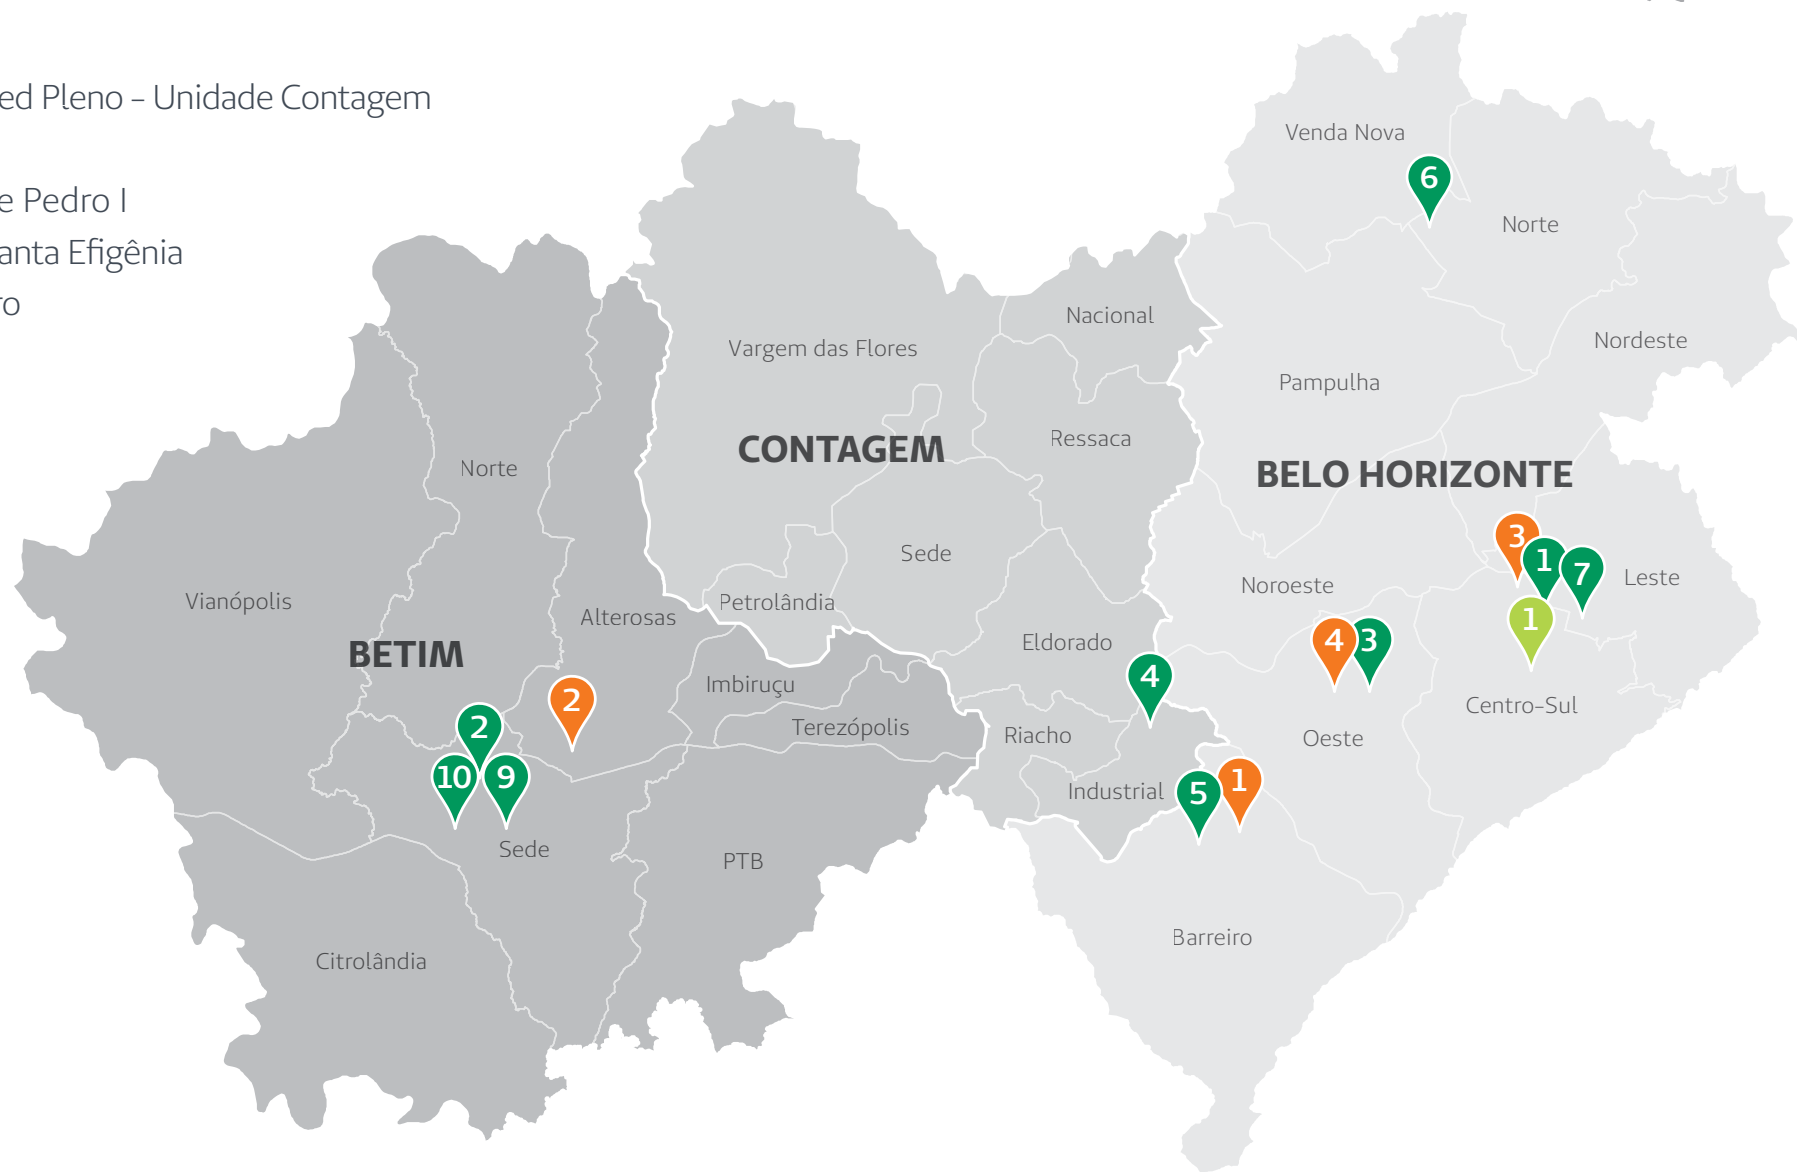 ed Pleno – Unidade Contagem
e Pedro I
anta Efigênia
ro
Venda Nova
6
Norte
Nacional
Vargem das Flores
Nordeste
Pampulha
Ressaca
CONTAGEM
Norte
BELO HORIZONTE
3
1
7
Sede
Leste
Noroeste
Vianópolis
Petrolândia
Alterosas
1
Eldorado
4
3
BETIM
4
Imbiruçu
2
Centro-Sul
2
Terezópolis
Riacho
Oeste
10
9
Industrial
5
1
Sede
PTB
Barreiro
Citrolândia